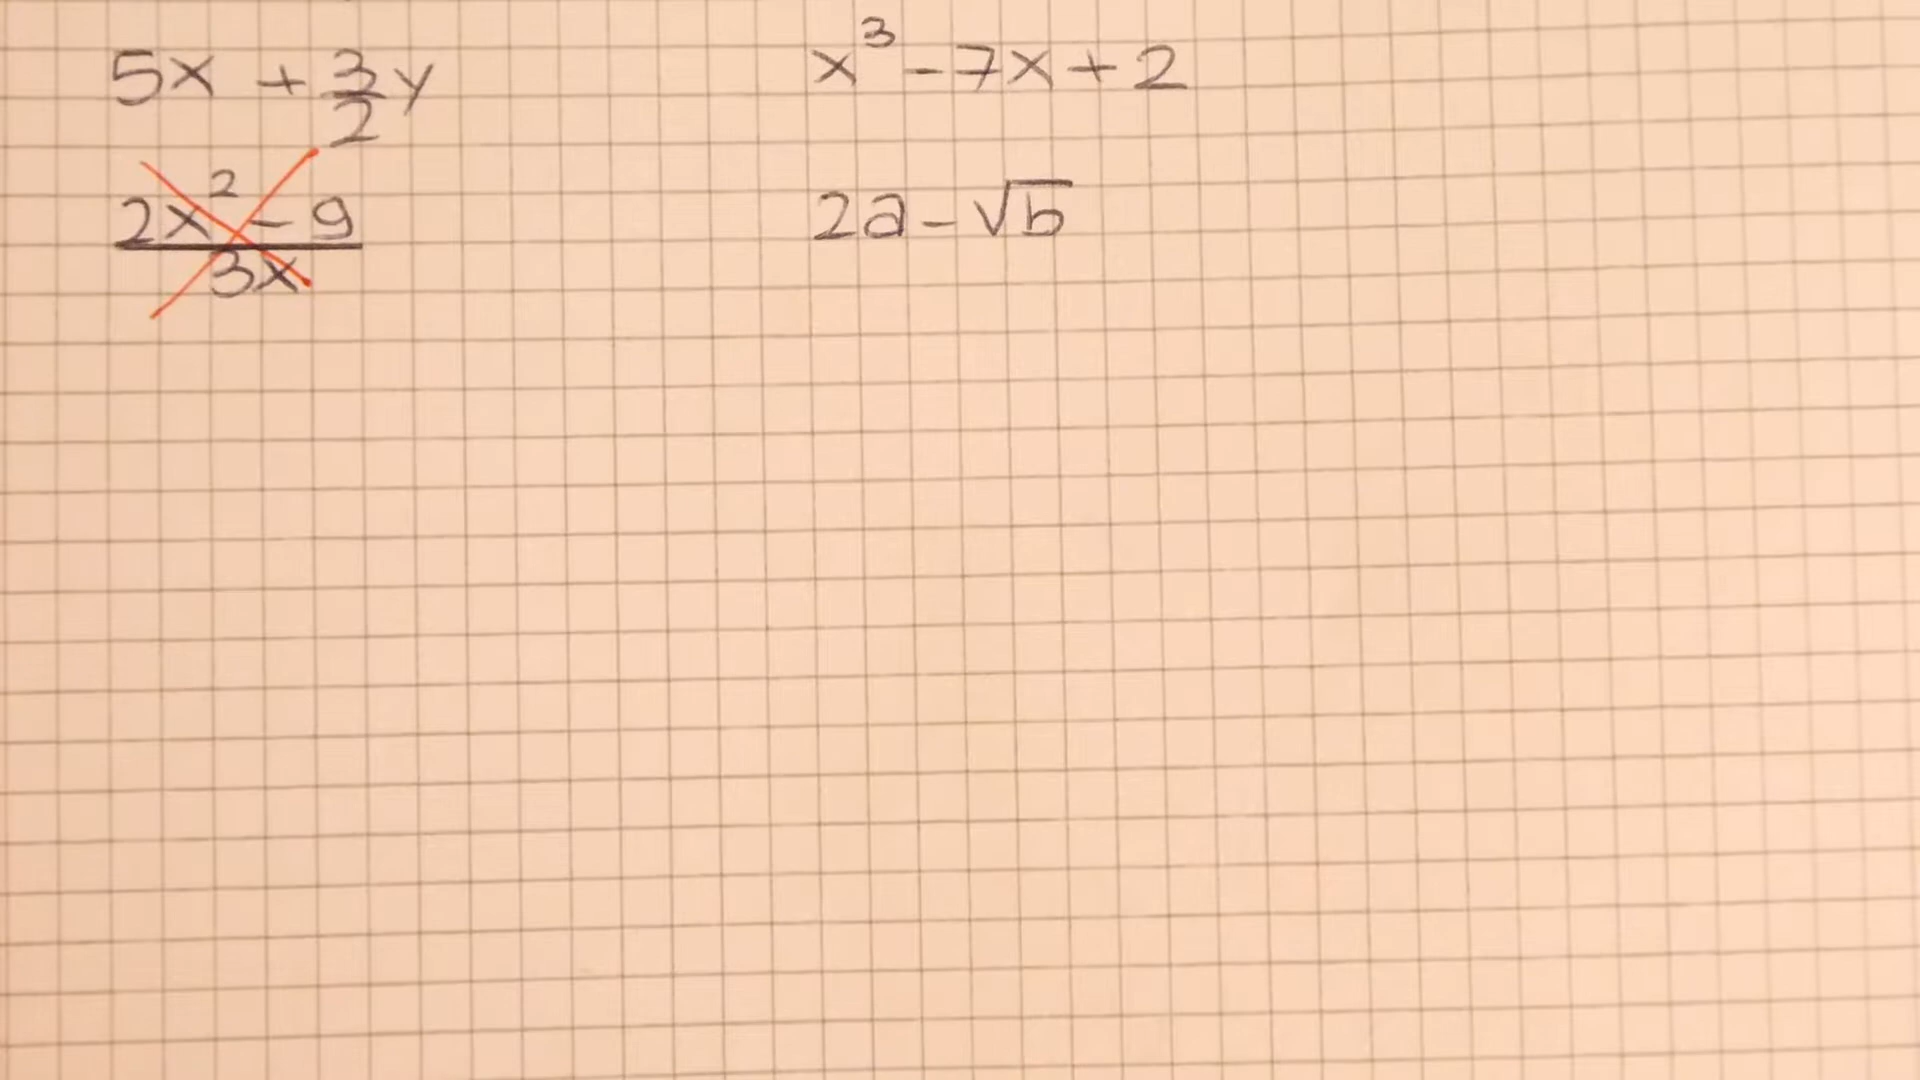 5x + 3/2 y
x³ - 7x + 2
2x² - 9 / 3x
2a - √b